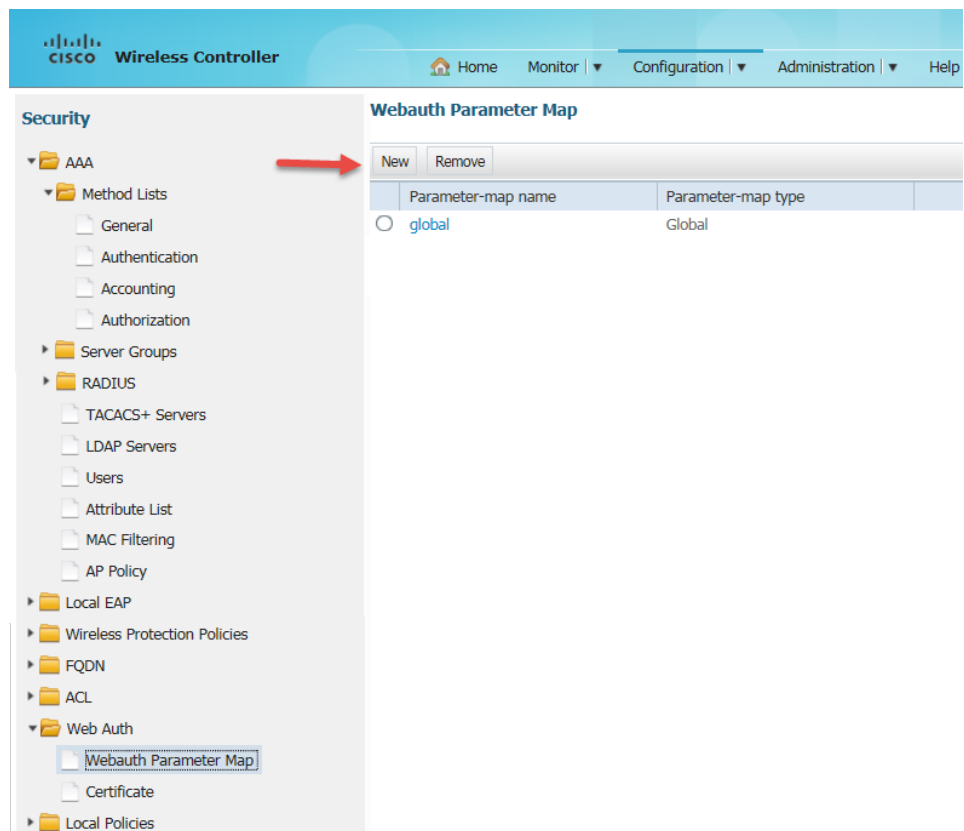 cisco Wireless Controller
Home Monitor Configuration Administration Help
Security
AAA
Method Lists
General
Authentication
Accounting
Authorization
Server Groups
RADIUS
TACACS+ Servers
LDAP Servers
Users
Attribute List
MAC Filtering
AP Policy
Local EAP
Wireless Protection Policies
FQDN
ACL
Web Auth
Webauth Parameter Map
Certificate
Local Policies
Webauth Parameter Map
New Remove
Parameter-map name Parameter-map type
global Global